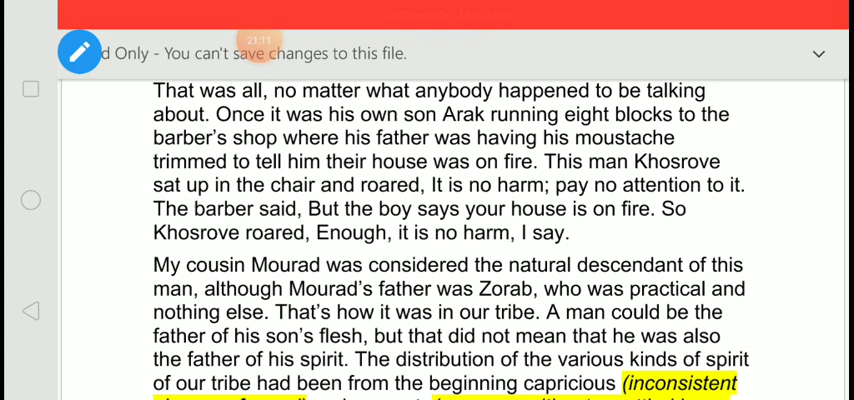 d Only - You can't save changes to this file.
21:11
That was all, no matter what anybody happened to be talking
about. Once it was his own son Arak running eight blocks to the
barber's shop where his father was having his moustache
trimmed to tell him their house was on fire. This man Khosrove
sat up in the chair and roared, It is no harm; pay no attention to it.
The barber said, But the boy says your house is on fire. So
Khosrove roared, Enough, it is no harm, I say.
My cousin Mourad was considered the natural descendant of this
man, although Mourad's father was Zorab, who was practical and
nothing else. That's how it was in our tribe. A man could be the
father of his son's flesh, but that did not mean that he was also
the father of his spirit. The distribution of the various kinds of spirit
of our tribe had been from the beginning capricious (inconsistent